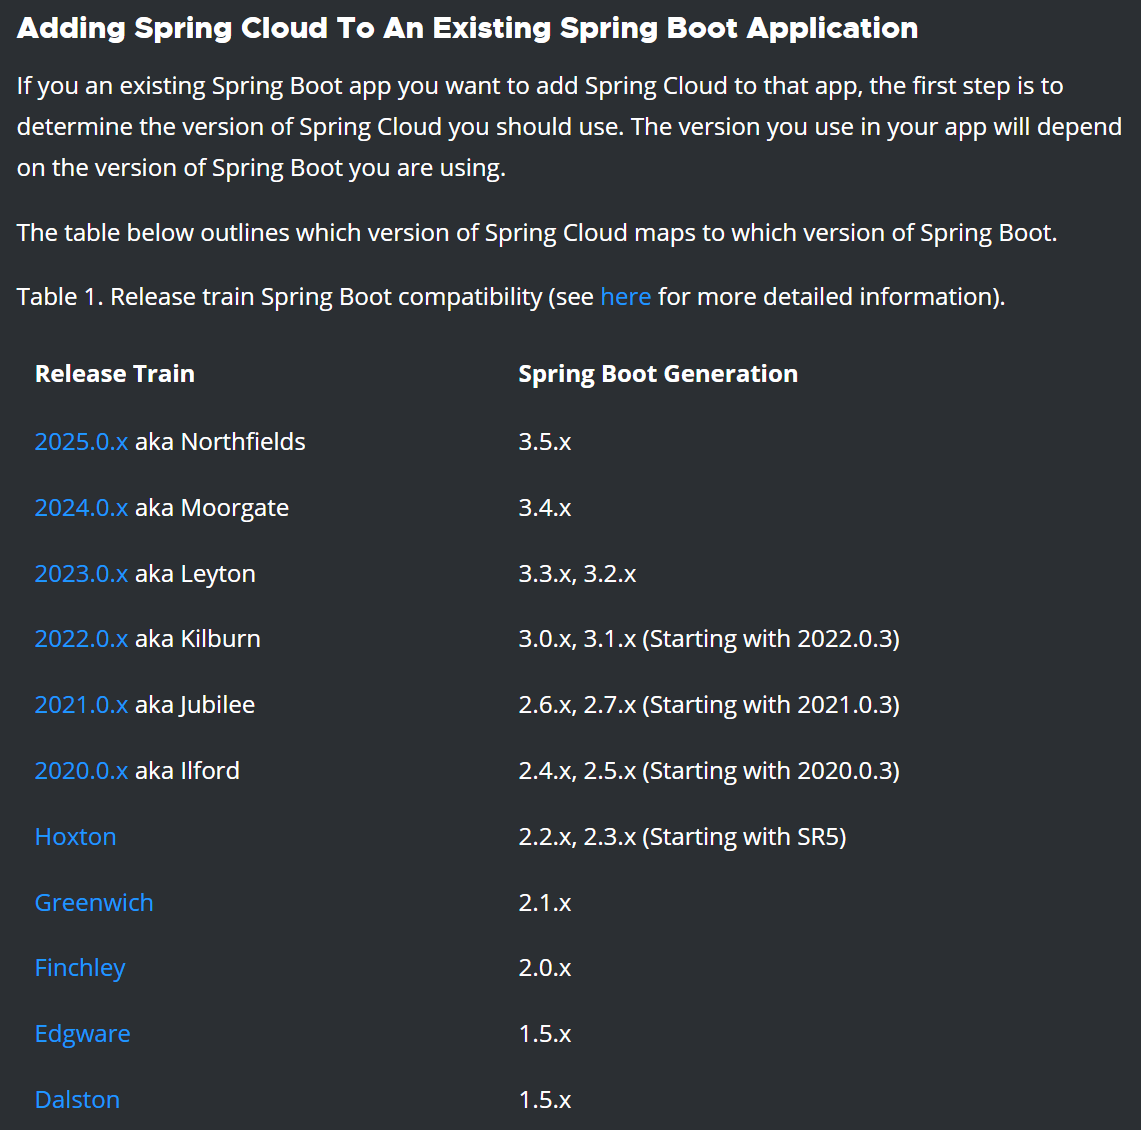 Adding Spring Cloud To An Existing Spring Boot Application
If you an existing Spring Boot app you want to add Spring Cloud to that app, the first step is to
determine the version of Spring Cloud you should use. The version you use in your app will depend
on the version of Spring Boot you are using.
The table below outlines which version of Spring Cloud maps to which version of Spring Boot.
Table 1. Release train Spring Boot compatibility (see here for more detailed information).
Release Train Spring Boot Generation
2025.0.x aka Northfields 3.5.x
2024.0.x aka Moorgate 3.4.x
2023.0.x aka Leyton 3.3.x, 3.2.x
2022.0.x aka Kilburn 3.0.x, 3.1.x (Starting with 2022.0.3)
2021.0.x aka Jubilee 2.6.x, 2.7.x (Starting with 2021.0.3)
2020.0.x aka Ilford 2.4.x, 2.5.x (Starting with 2020.0.3)
Hoxton 2.2.x, 2.3.x (Starting with SR5)
Greenwich 2.1.x
Finchley 2.0.x
Edgware 1.5.x
Dalston 1.5.x